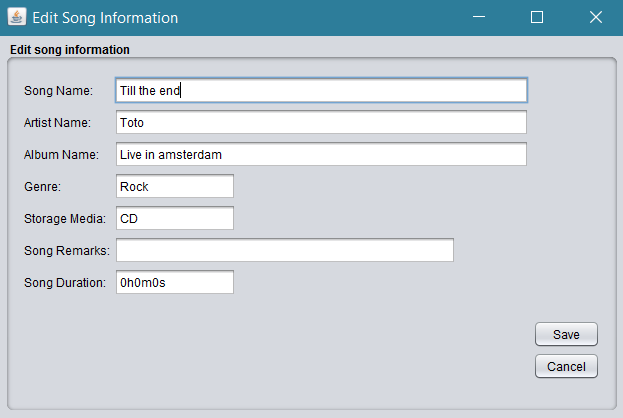 Edit Song Information
Edit song information
Song Name: Till the end
Artist Name: Toto
Album Name: Live in amsterdam
Genre: Rock
Storage Media: CD
Song Remarks:
Song Duration: 0h0m0s
Save
Cancel